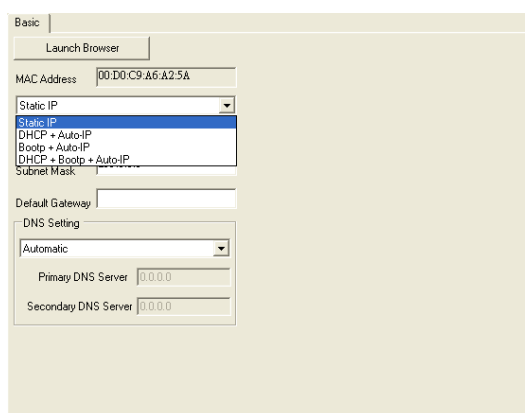 Basic
Launch Browser
MAC Address 00:D0:C9:A6:A2:5A
Static IP
Static IP
DHCP + Auto-IP
Bootp + Auto-IP
DHCP + Bootp + Auto-IP
Subnet Mask
Default Gateway
DNS Setting
Automatic
Primary DNS Server 0.0.0.0
Secondary DNS Server 0.0.0.0